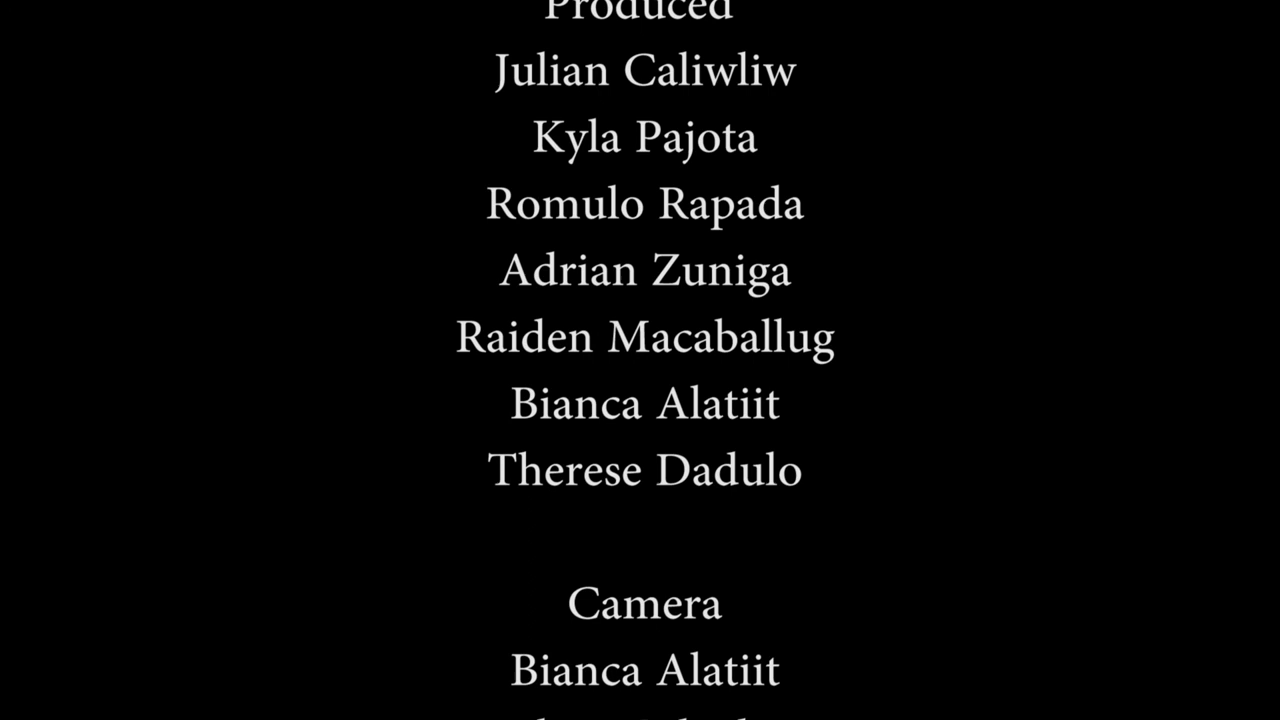 Produced
Julian Caliwliw
Kyla Pajota
Romulo Rapada
Adrian Zuniga
Raiden Macaballug
Bianca Alatiit
Therese Dadulo
Camera
Bianca Alatiit